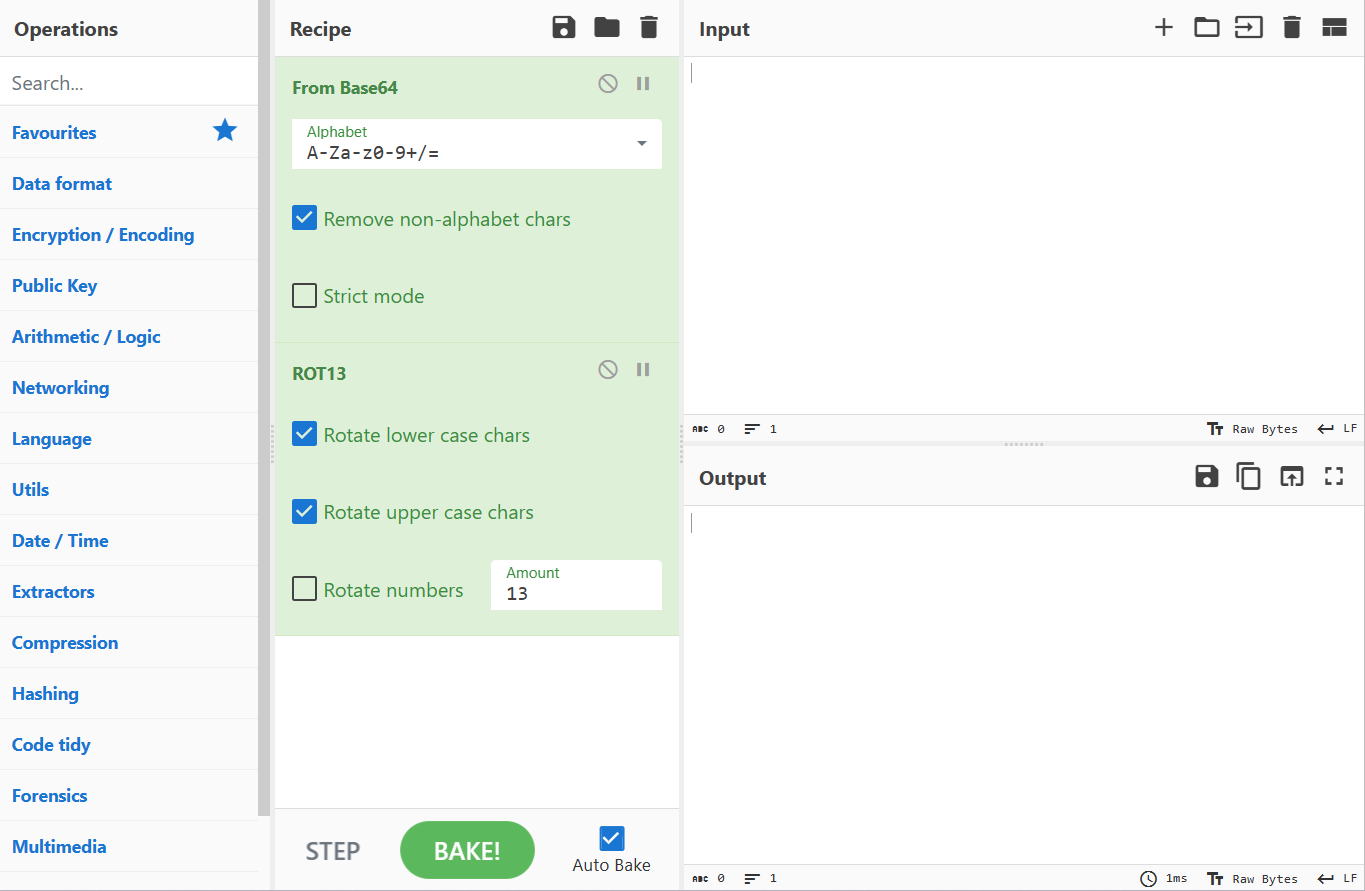 Operations
Search...
Favourites
Data format
Encryption / Encoding
Public Key
Arithmetic / Logic
Networking
Language
Utils
Date / Time
Extractors
Compression
Hashing
Code tidy
Forensics
Multimedia
Recipe
From Base64
Alphabet
A-Za-z0-9+/=
Remove non-alphabet chars
Strict mode
ROT13
Rotate lower case chars
Rotate upper case chars
Rotate numbers
Amount
13
STEP
BAKE!
Auto Bake
Input
ABC 0 1 Tt Raw Bytes LF
Output
ABC 0 1 1ms Tt Raw Bytes LF